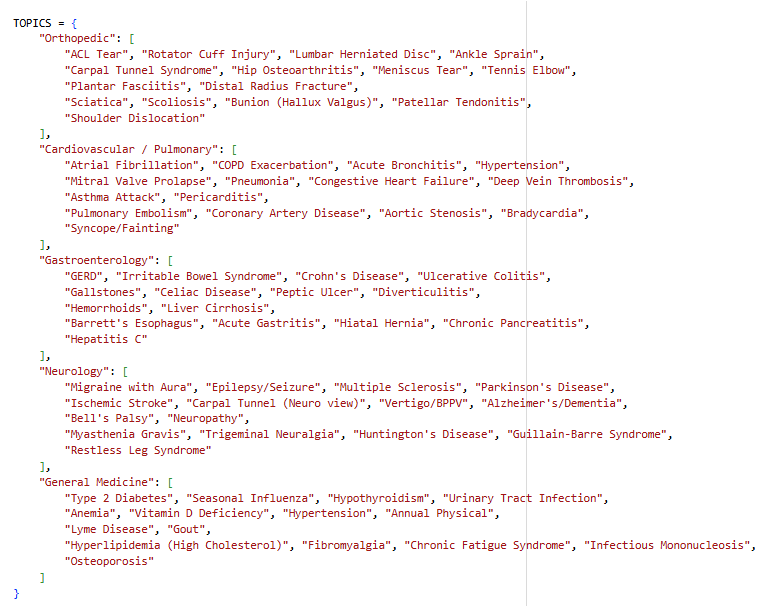 TOPICS = {
    "Orthopedic": [
        "ACL Tear", "Rotator Cuff Injury", "Lumbar Herniated Disc", "Ankle Sprain",
        "Carpal Tunnel Syndrome", "Hip Osteoarthritis", "Meniscus Tear", "Tennis Elbow",
        "Plantar Fasciitis", "Distal Radius Fracture",
        "Sciatica", "Scoliosis", "Bunion (Hallux Valgus)", "Patellar Tendonitis",
        "Shoulder Dislocation"
    ],
    "Cardiovascular / Pulmonary": [
        "Atrial Fibrillation", "COPD Exacerbation", "Acute Bronchitis", "Hypertension",
        "Mitral Valve Prolapse", "Pneumonia", "Congestive Heart Failure", "Deep Vein Thrombosis",
        "Asthma Attack", "Pericarditis",
        "Pulmonary Embolism", "Coronary Artery Disease", "Aortic Stenosis", "Bradycardia",
        "Syncope/Fainting"
    ],
    "Gastroenterology": [
        "GERD", "Irritable Bowel Syndrome", "Crohn's Disease", "Ulcerative Colitis",
        "Gallstones", "Celiac Disease", "Peptic Ulcer", "Diverticulitis",
        "Hemorrhoids", "Liver Cirrhosis",
        "Barrett's Esophagus", "Acute Gastritis", "Hiatal Hernia", "Chronic Pancreatitis",
        "Hepatitis C"
    ],
    "Neurology": [
        "Migraine with Aura", "Epilepsy/Seizure", "Multiple Sclerosis", "Parkinson's Disease",
        "Ischemic Stroke", "Carpal Tunnel (Neuro view)", "Vertigo/BPPV", "Alzheimer's/Dementia",
        "Bell's Palsy", "Neuropathy",
        "Myasthenia Gravis", "Trigeminal Neuralgia", "Huntington's Disease", "Guillain-Barre Syndrome",
        "Restless Leg Syndrome"
    ],
    "General Medicine": [
        "Type 2 Diabetes", "Seasonal Influenza", "Hypothyroidism", "Urinary Tract Infection",
        "Anemia", "Vitamin D Deficiency", "Hypertension", "Annual Physical",
        "Lyme Disease", "Gout",
        "Hyperlipidemia (High Cholesterol)", "Fibromyalgia", "Chronic Fatigue Syndrome", "Infectious Mononucleosis",
        "Osteoporosis"
    ]
}